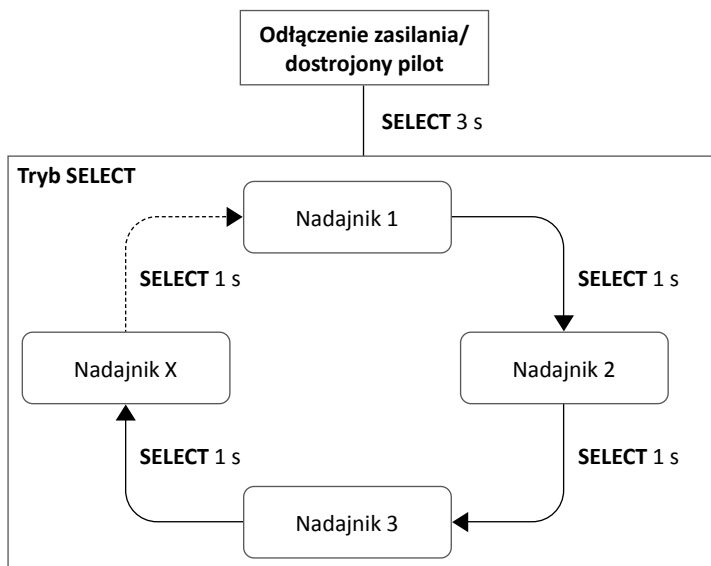 Odłączenie zasilania/
dostrojony pilot
SELECT 3 s
Tryb SELECT
Nadajnik 1
SELECT 1 s
SELECT 1 s
Nadajnik X
Nadajnik 2
SELECT 1 s
SELECT 1 s
Nadajnik 3